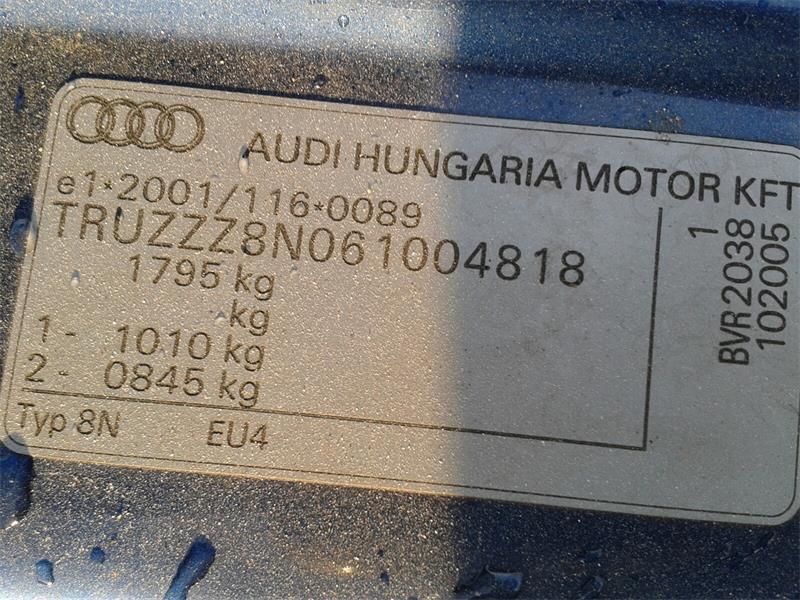 AUDI HUNGARIA MOTOR KFT
e1*2001/116*0089
TRUZZZ8N061004818
1795 kg
kg
1 - 1010 kg
2 - 0845 kg
Typ 8N EU4
1
BVR2038
102005